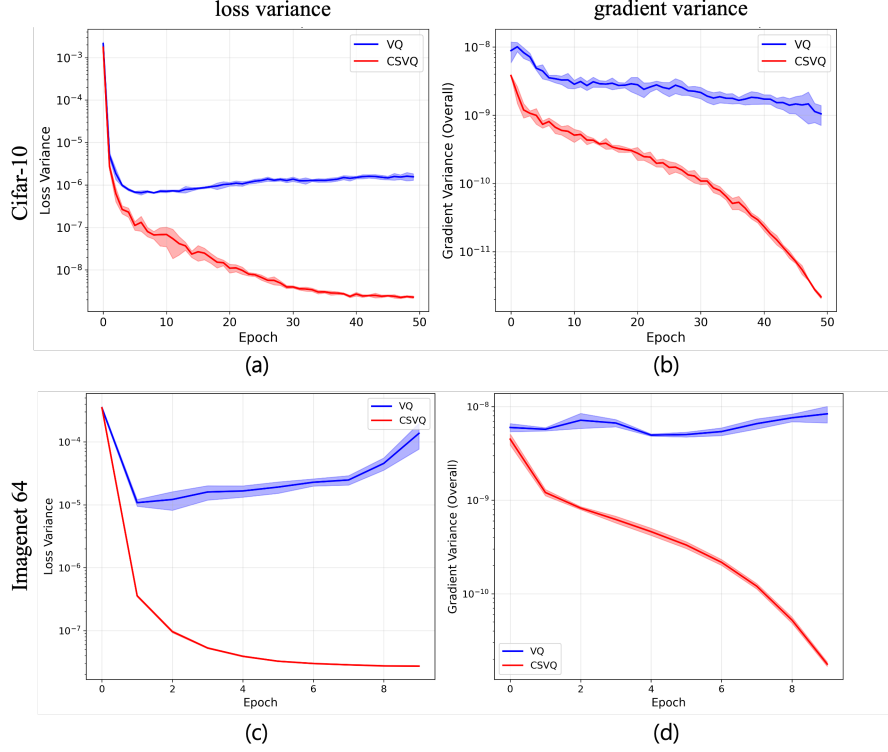 loss variance
gradient variance
Cifar-10
Loss Variance
10⁻³
10⁻⁴
10⁻⁵
10⁻⁶
10⁻⁷
10⁻⁸
VQ
CSVQ
0 10 20 30 40 50
Epoch
(a)
Gradient Variance (Overall)
10⁻⁸
10⁻⁹
10⁻¹⁰
10⁻¹¹
VQ
CSVQ
0 10 20 30 40 50
Epoch
(b)
Imagenet 64
Loss Variance
10⁻⁴
10⁻⁵
10⁻⁶
10⁻⁷
VQ
CSVQ
0 2 4 6 8
Epoch
(c)
Gradient Variance (Overall)
10⁻⁸
10⁻⁹
10⁻¹⁰
VQ
CSVQ
0 2 4 6 8
Epoch
(d)